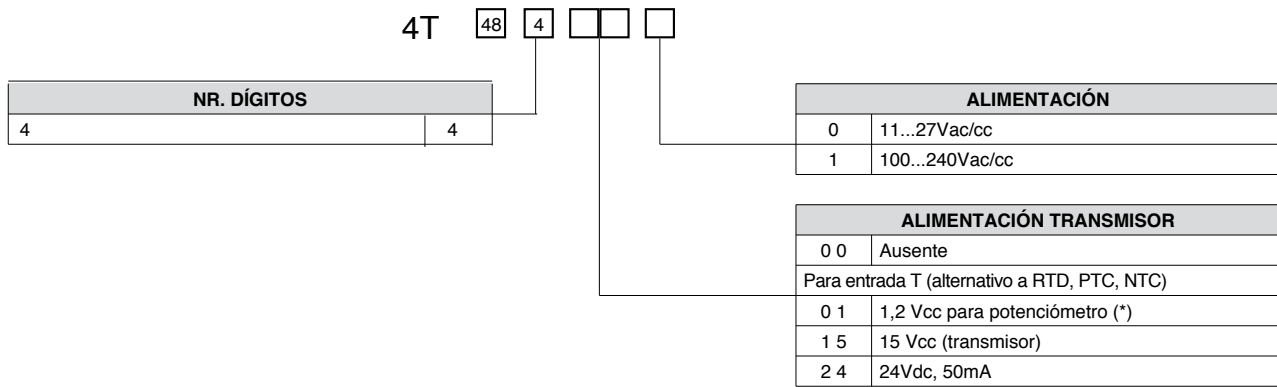 4T 48 4
NR. DÍGITOS
4 4
ALIMENTACIÓN
0 11...27Vac/cc
1 100...240Vac/cc
ALIMENTACIÓN TRANSMISOR
0 0 Ausente
Para entrada T (alternativo a RTD, PTC, NTC)
0 1 1,2 Vcc para potenciómetro (*)
1 5 15 Vcc (transmisor)
2 4 24Vdc, 50mA